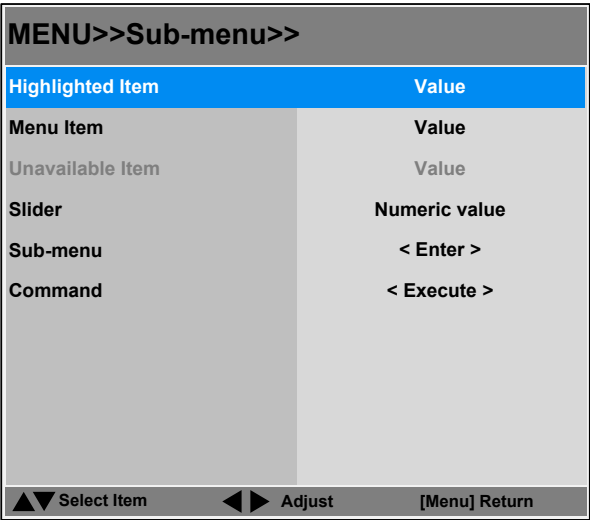 MENU>>Sub-menu>>
Highlighted Item Value
Menu Item Value
Unavailable Item Value
Slider Numeric value
Sub-menu < Enter >
Command < Execute >
Select Item Adjust [Menu] Return